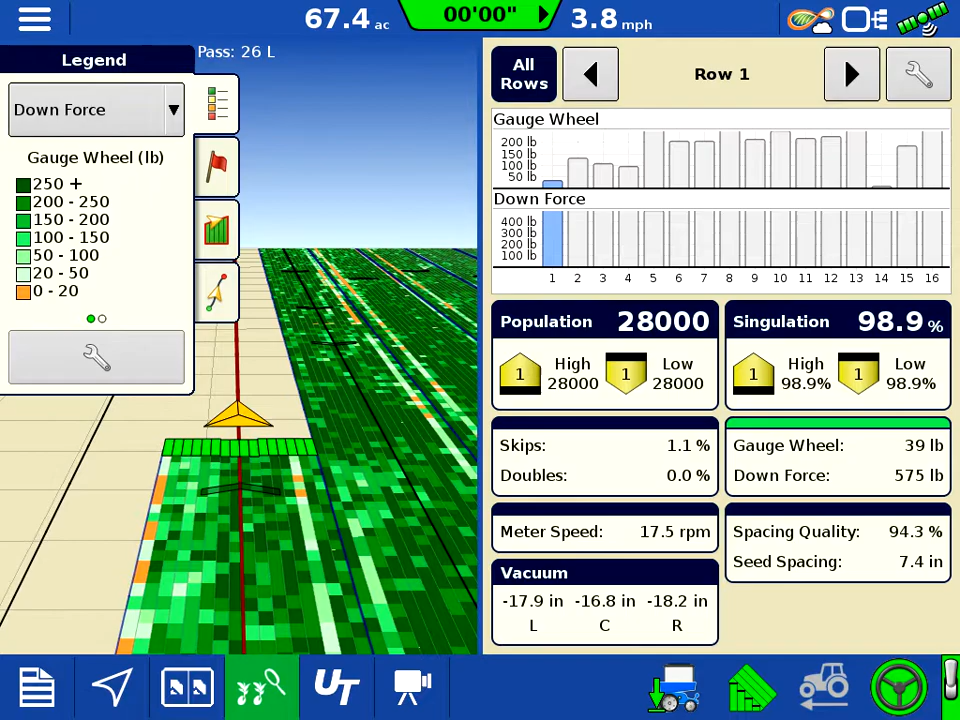 67.4 ac
00'00"
3.8 mph
Legend
Pass: 26 L
Down Force
Gauge Wheel (lb)
250 +
200 - 250
150 - 200
100 - 150
50 - 100
20 - 50
0 - 20
All Rows
Row 1
Gauge Wheel
200 lb
150 lb
100 lb
50 lb
Down Force
400 lb
300 lb
200 lb
100 lb
1 2 3 4 5 6 7 8 9 10 11 12 13 14 15 16
Population 28000
1 High 28000 1 Low 28000
Singulation 98.9 %
1 High 98.9% 1 Low 98.9%
Skips: 1.1 %
Doubles: 0.0 %
Gauge Wheel: 39 lb
Down Force: 575 lb
Meter Speed: 17.5 rpm
Spacing Quality: 94.3 %
Seed Spacing: 7.4 in
Vacuum
-17.9 in -16.8 in -18.2 in
L C R
UT